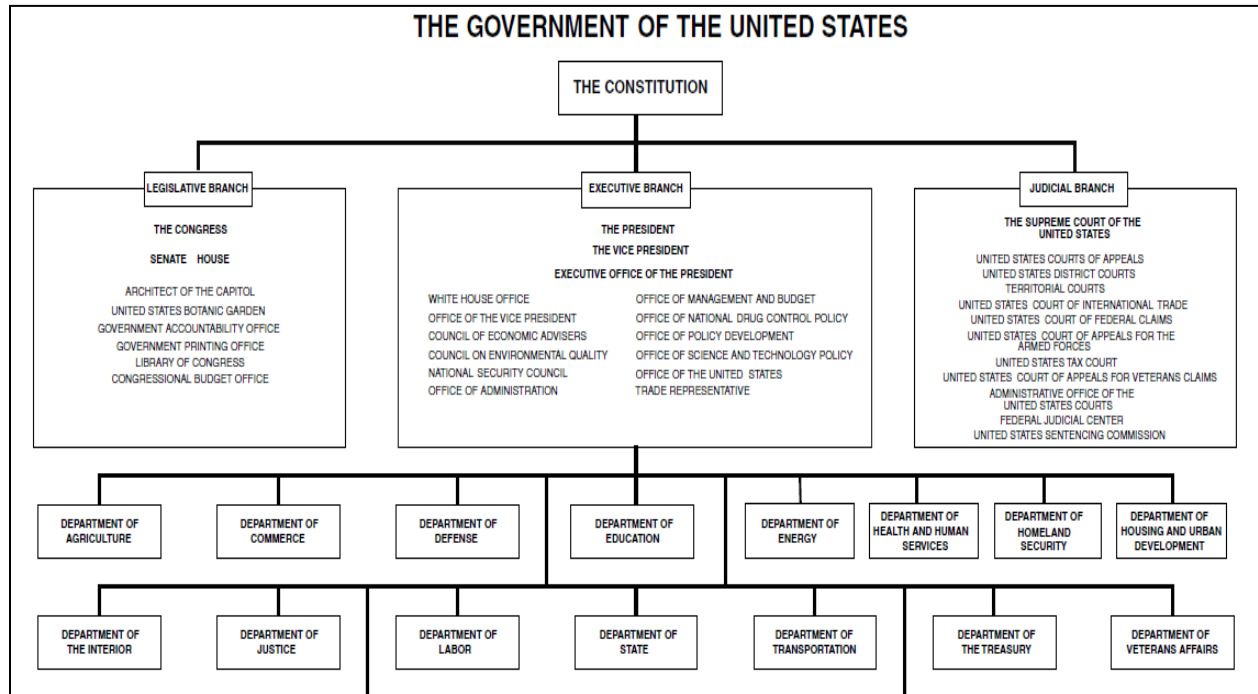 THE GOVERNMENT OF THE UNITED STATES
THE CONSTITUTION
LEGISLATIVE BRANCH
THE CONGRESS
SENATE HOUSE
ARCHITECT OF THE CAPITOL
UNITED STATES BOTANIC GARDEN
GOVERNMENT ACCOUNTABILITY OFFICE
GOVERNMENT PRINTING OFFICE
LIBRARY OF CONGRESS
CONGRESSIONAL BUDGET OFFICE
EXECUTIVE BRANCH
THE PRESIDENT
THE VICE PRESIDENT
EXECUTIVE OFFICE OF THE PRESIDENT
WHITE HOUSE OFFICE
OFFICE OF THE VICE PRESIDENT
COUNCIL OF ECONOMIC ADVISERS
COUNCIL ON ENVIRONMENTAL QUALITY
NATIONAL SECURITY COUNCIL
OFFICE OF ADMINISTRATION
OFFICE OF MANAGEMENT AND BUDGET
OFFICE OF NATIONAL DRUG CONTROL POLICY
OFFICE OF POLICY DEVELOPMENT
OFFICE OF SCIENCE AND TECHNOLOGY POLICY
OFFICE OF THE UNITED STATES
TRADE REPRESENTATIVE
JUDICIAL BRANCH
THE SUPREME COURT OF THE
UNITED STATES
UNITED STATES COURTS OF APPEALS
UNITED STATES DISTRICT COURTS
TERRITORIAL COURTS
UNITED STATES COURT OF INTERNATIONAL TRADE
UNITED STATES COURT OF FEDERAL CLAIMS
UNITED STATES COURT OF APPEALS FOR THE
ARMED FORCES
UNITED STATES TAX COURT
UNITED STATES COURT OF APPEALS FOR VETERANS CLAIMS
ADMINISTRATIVE OFFICE OF THE
UNITED STATES COURTS
FEDERAL JUDICIAL CENTER
UNITED STATES SENTENCING COMMISSION
DEPARTMENT OF
AGRICULTURE
DEPARTMENT OF
COMMERCE
DEPARTMENT OF
DEFENSE
DEPARTMENT OF
EDUCATION
DEPARTMENT OF
ENERGY
DEPARTMENT OF
HEALTH AND HUMAN
SERVICES
DEPARTMENT OF
HOMELAND
SECURITY
DEPARTMENT OF
HOUSING AND URBAN
DEVELOPMENT
DEPARTMENT OF
THE INTERIOR
DEPARTMENT OF
JUSTICE
DEPARTMENT OF
LABOR
DEPARTMENT OF
STATE
DEPARTMENT OF
TRANSPORTATION
DEPARTMENT OF
THE TREASURY
DEPARTMENT OF
VETERANS AFFAIRS